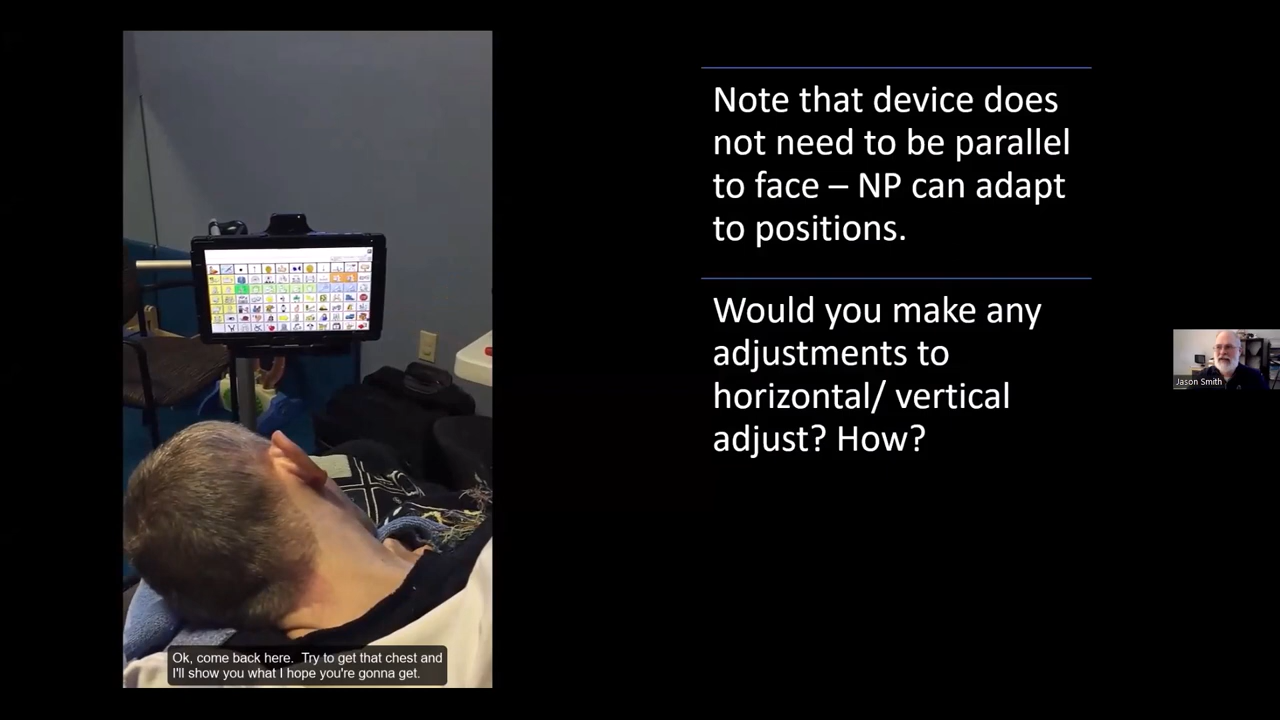 Note that device does
not need to be parallel
to face – NP can adapt
to positions.
Would you make any
adjustments to
horizontal/ vertical
adjust? How?
Jason Smith
Ok, come back here.  Try to get that chest and
I'll show you what I hope you're gonna get.